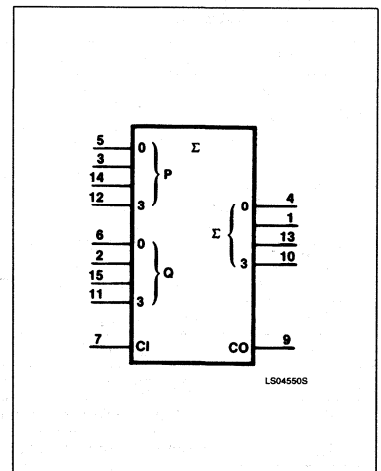 Σ
5 0
3 P
14
12 3
6 0
2 Q
15
11 3
7 CI
Σ
0 4
1
13
3 10
CO 9
LS04550S